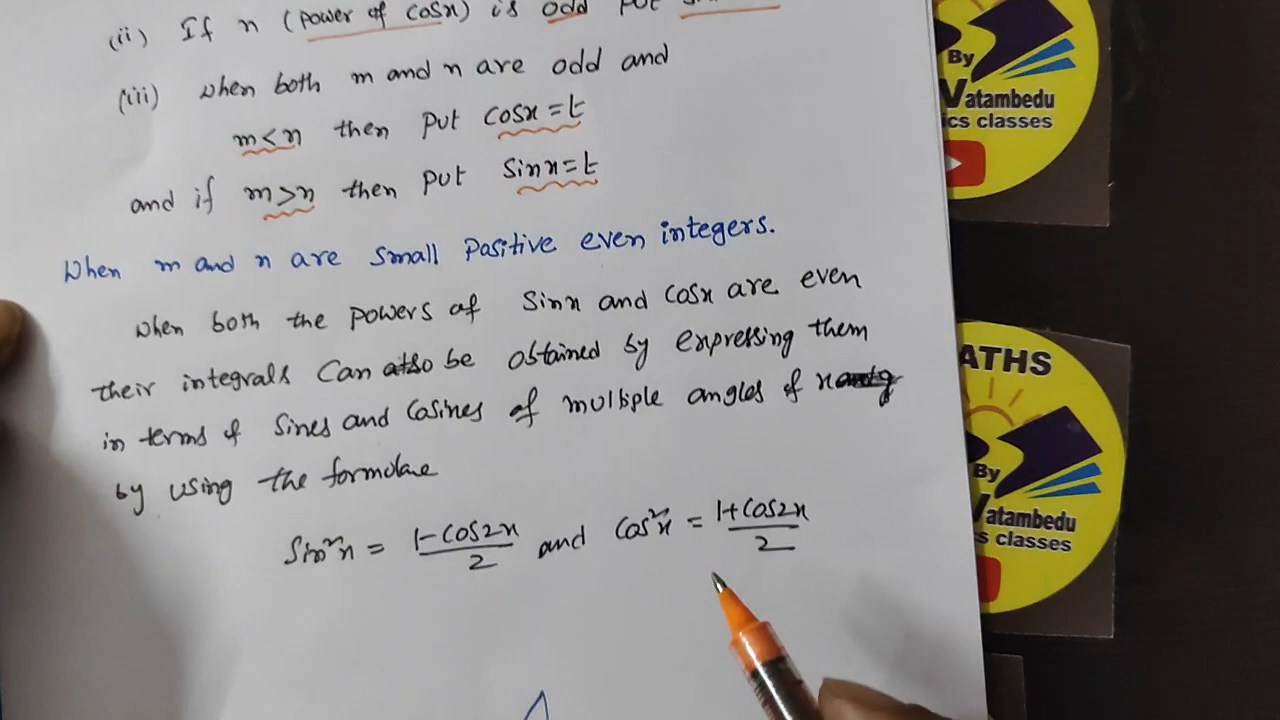 (ii) If n (power of cosx) is odd put
(iii) when both m and n are odd and
m<n then put cosx=t
and if m>n then put sinx=t
when m and n are small positive even integers.
when both the powers of sinx and cosx are even
their integrals can also be obtained by expressing them
in terms of sines and cosines of multiple angles of x
by using the formulae
Sin²x = 1-cos2x/2 and cos²x = 1+cos2x/2
By
Vatambedu
ics classes
ATHS
By
Vatambedu
s classes